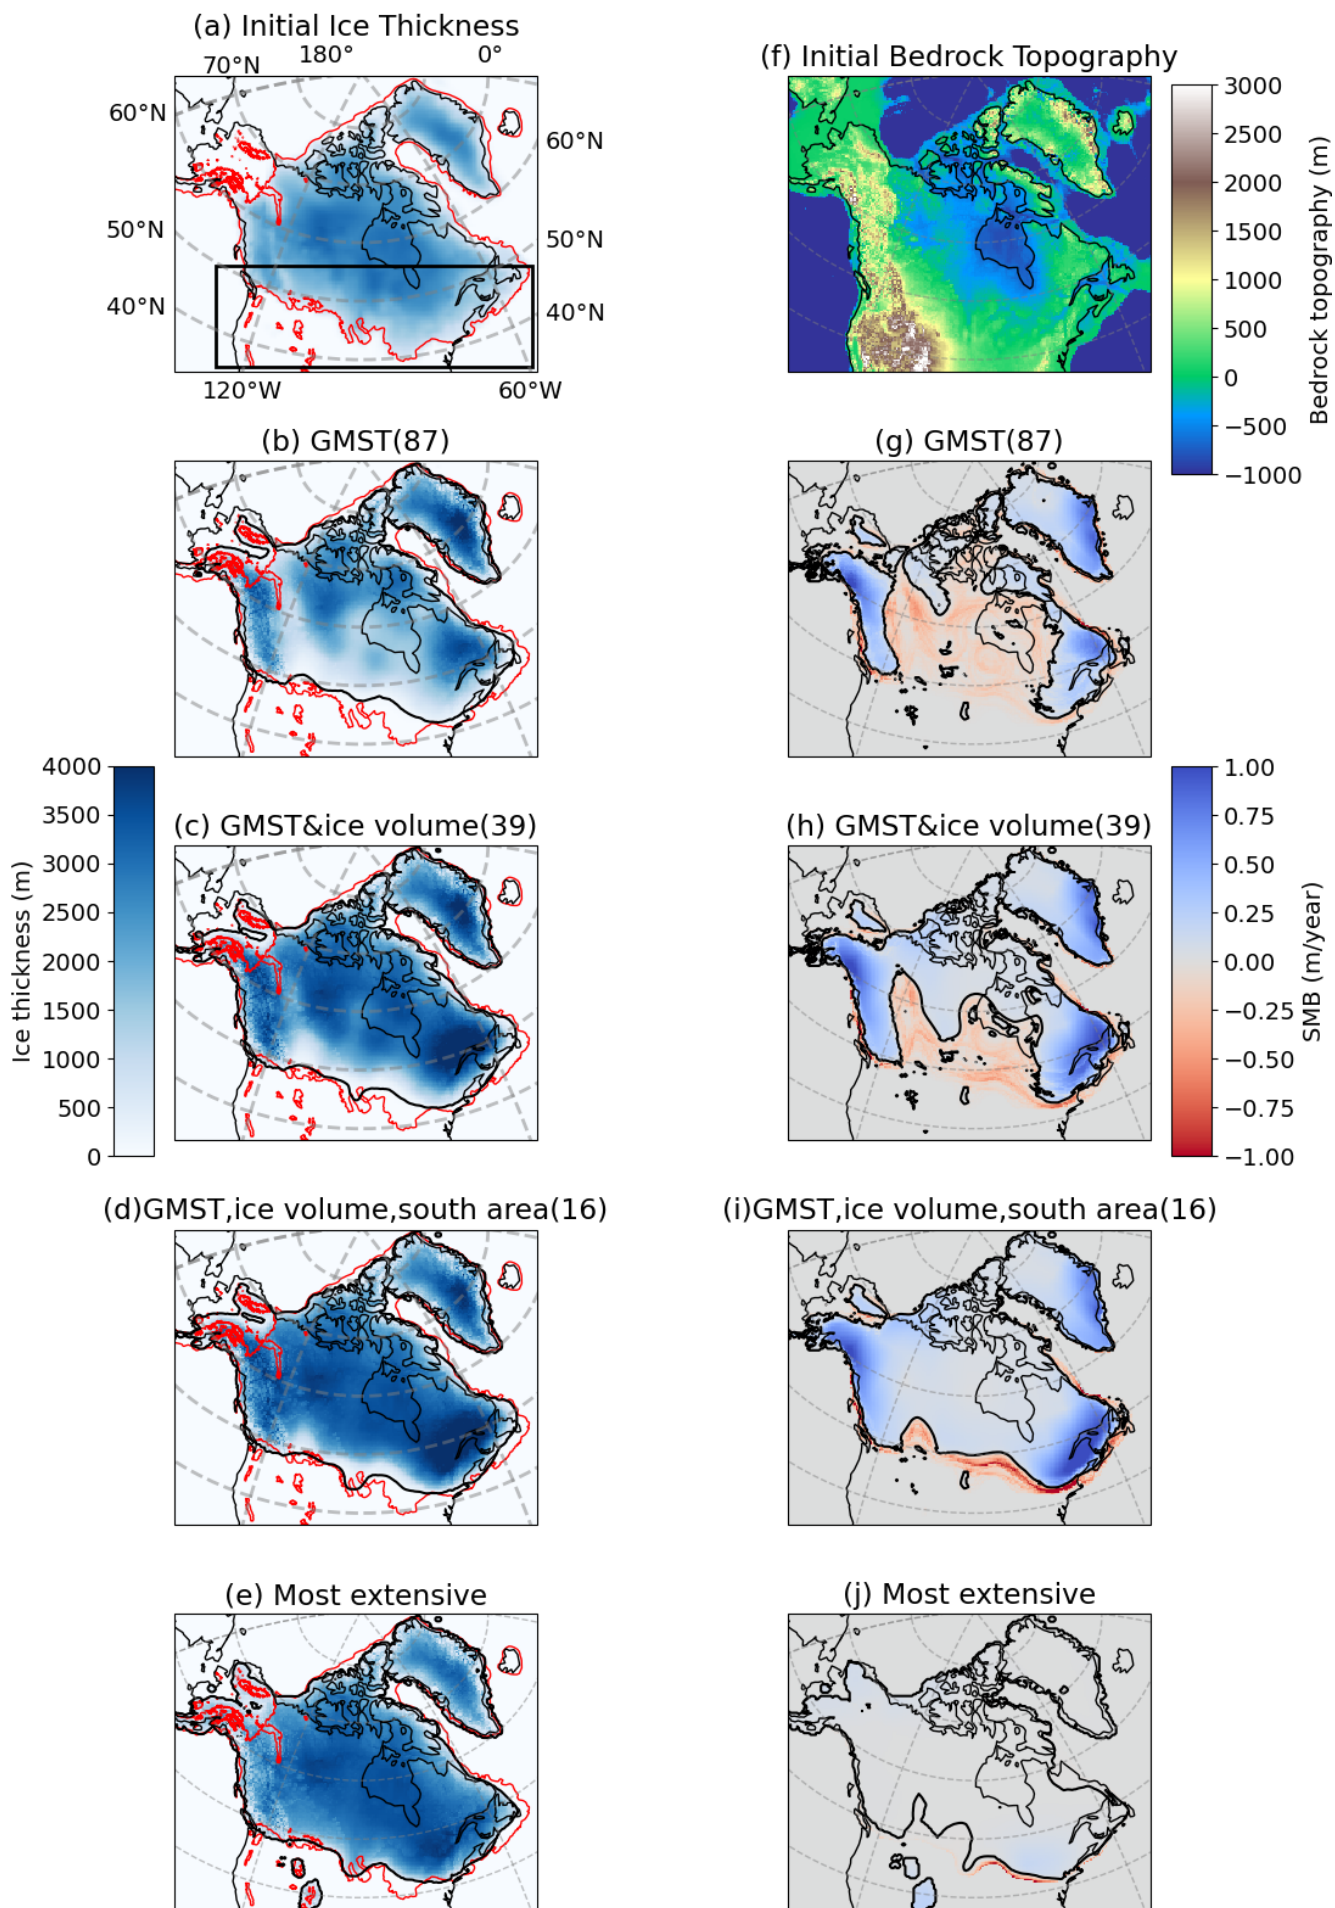 (a) Initial Ice Thickness
70°N
180°
0°
60°N
60°N
50°N
50°N
40°N
40°N
120°W
60°W
(f) Initial Bedrock Topography
3000
2500
2000
1500
1000
500
0
−500
−1000
Bedrock topography (m)
(b) GMST(87)
(g) GMST(87)
(c) GMST&ice volume(39)
(h) GMST&ice volume(39)
4000
3500
3000
2500
2000
1500
1000
500
0
Ice thickness (m)
1.00
0.75
0.50
0.25
0.00
−0.25
−0.50
−0.75
−1.00
SMB (m/year)
(d)GMST,ice volume,south area(16)
(i)GMST,ice volume,south area(16)
(e) Most extensive
(j) Most extensive